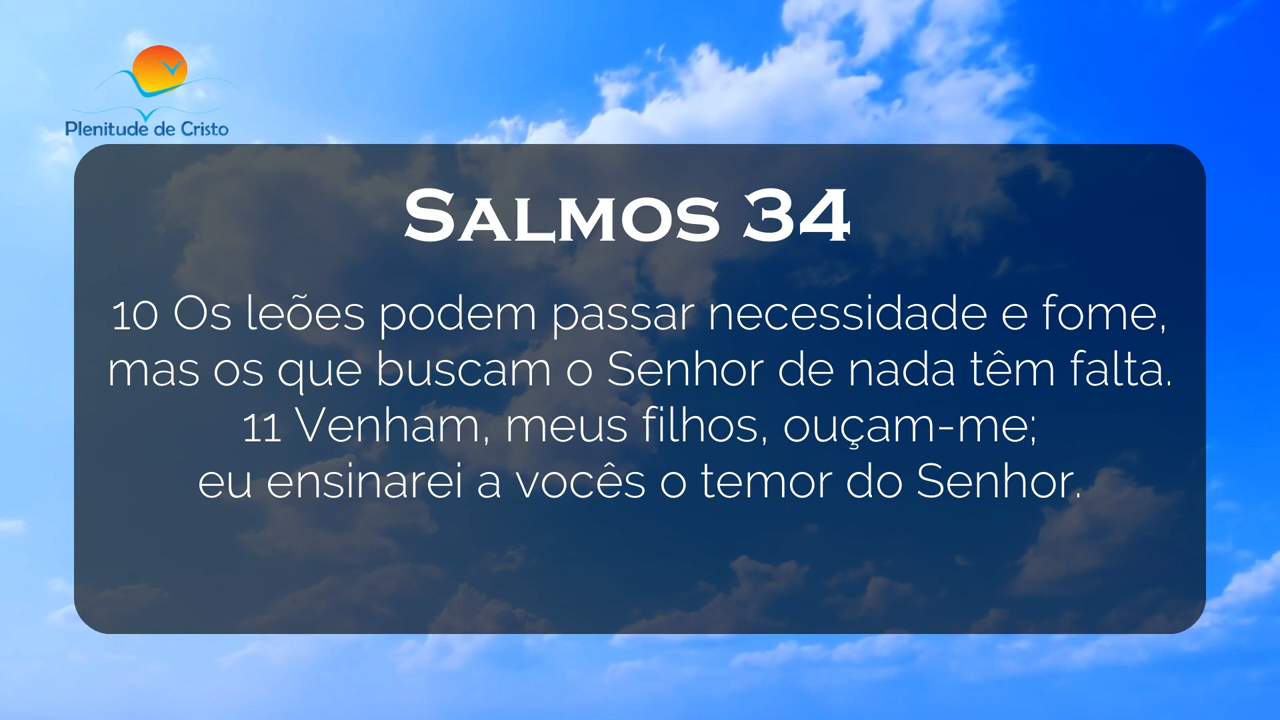 Plenitude de Cristo
Salmos 34
10 Os leões podem passar necessidade e fome,
mas os que buscam o Senhor de nada têm falta.
11 Venham, meus filhos, ouçam-me;
eu ensinarei a vocês o temor do Senhor.